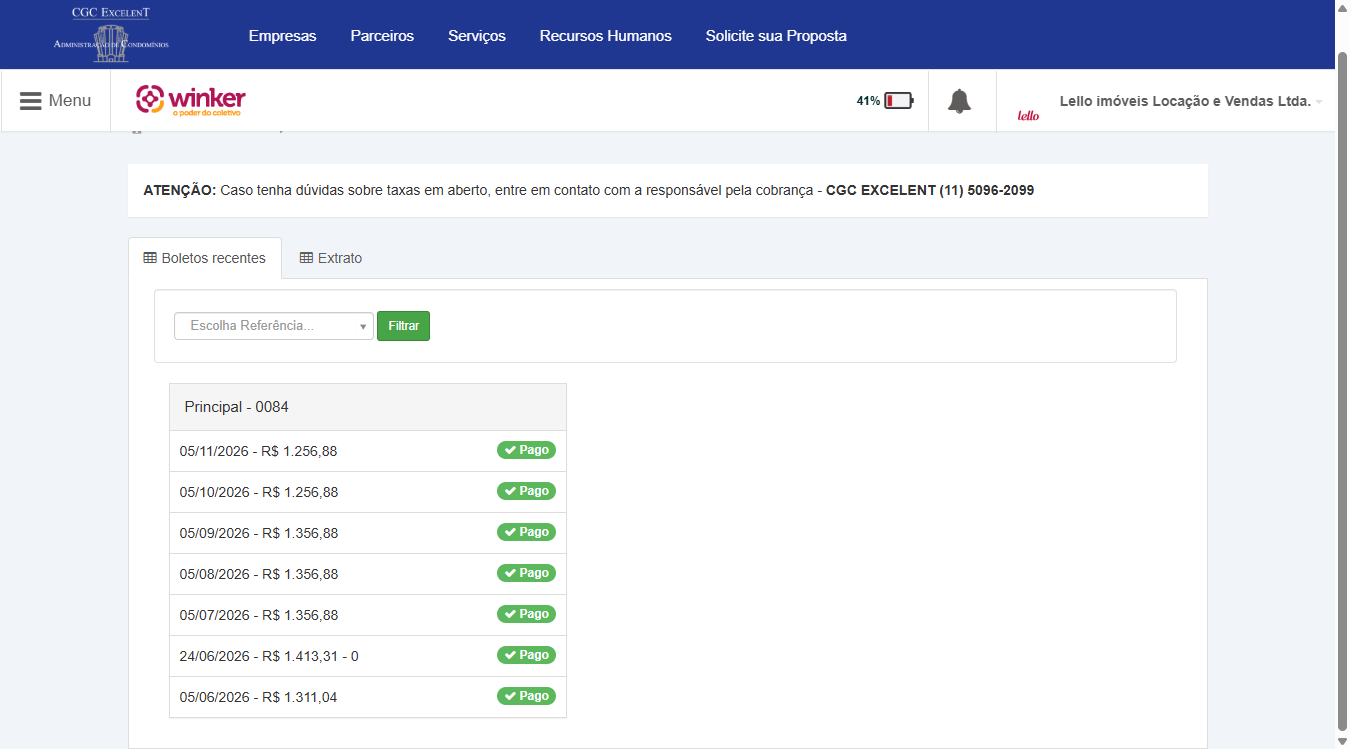 CGC EXCELENT
ADMINISTRAÇÃO DE CONDOMÍNIOS
Empresas Parceiros Serviços Recursos Humanos Solicite sua Proposta
Menu
winker
o poder do coletivo
41%
lello
Lello imóveis Locação e Vendas Ltda.
ATENÇÃO: Caso tenha dúvidas sobre taxas em aberto, entre em contato com a responsável pela cobrança - CGC EXCELENT (11) 5096-2099
Boletos recentes Extrato
Escolha Referência... Filtrar
Principal - 0084
05/11/2026 - R$ 1.256,88 Pago
05/10/2026 - R$ 1.256,88 Pago
05/09/2026 - R$ 1.356,88 Pago
05/08/2026 - R$ 1.356,88 Pago
05/07/2026 - R$ 1.356,88 Pago
24/06/2026 - R$ 1.413,31 - 0 Pago
05/06/2026 - R$ 1.311,04 Pago